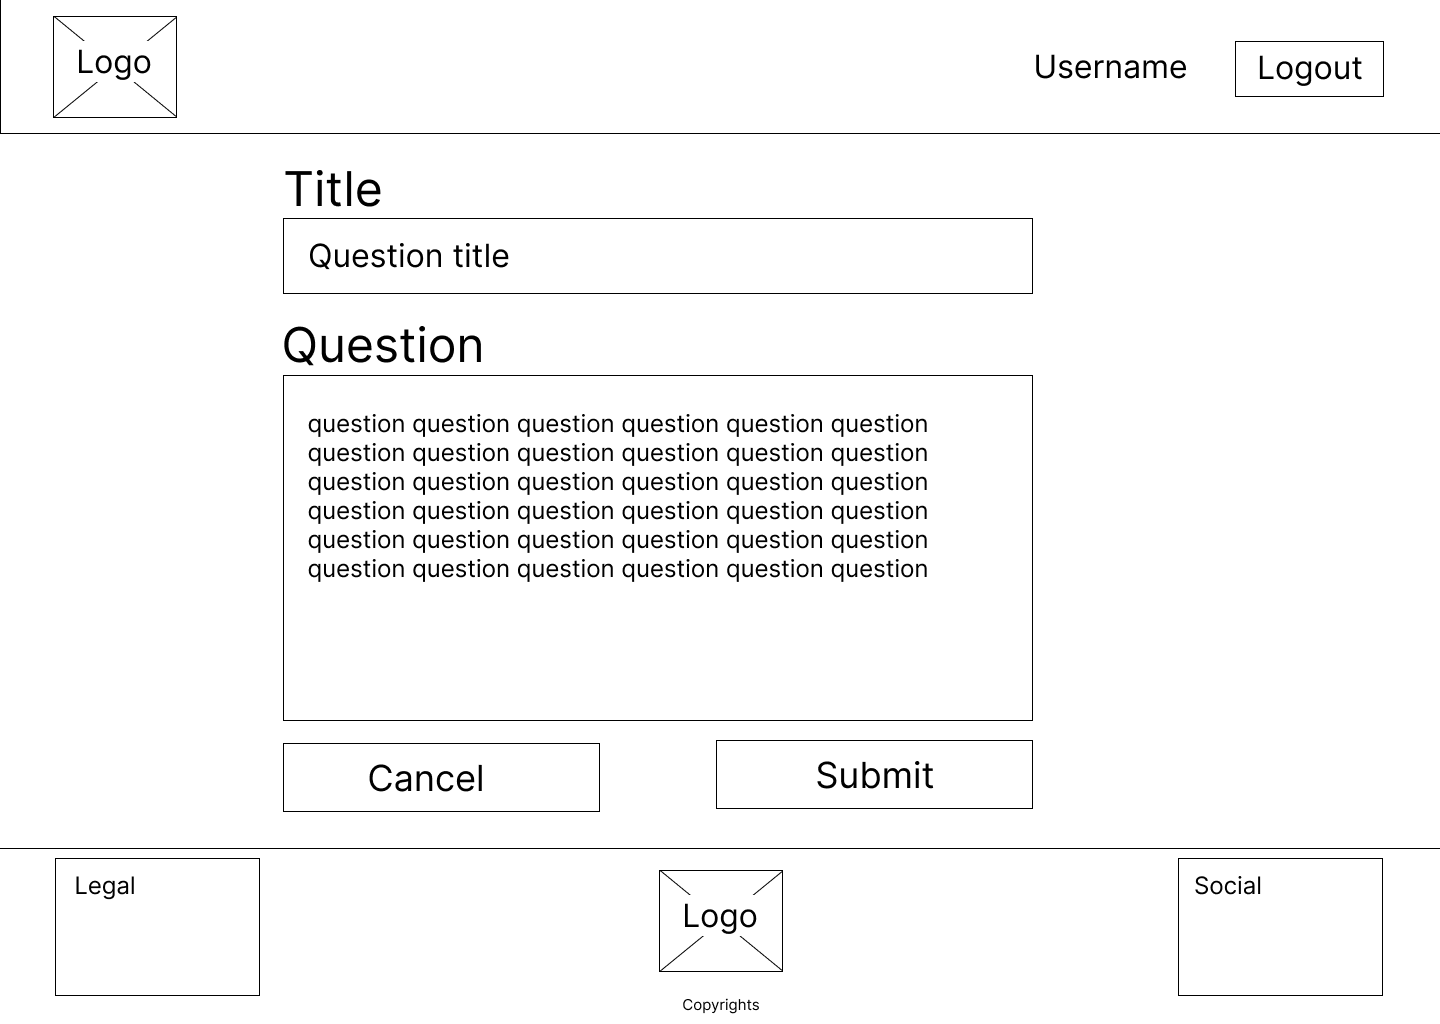 Logo
Username
Logout
Title
Question title
Question
question question question question question question
question question question question question question
question question question question question question
question question question question question question
question question question question question question
question question question question question question
Cancel
Submit
Legal
Logo
Social
Copyrights